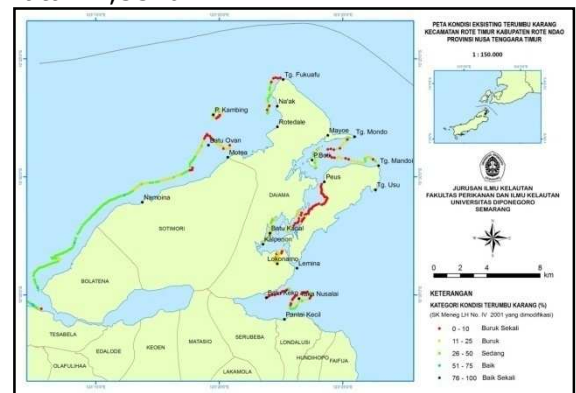 PETA KONDISI EKSISTING TERUMBU KARANG
KECAMATAN ROTE TIMUR KABUPATEN ROTE NDAO
PROVINSI NUSA TENGGARA TIMUR
1 : 150.000
Tg. Fukuafu
P. Kambing
Na'ak
Rotedale
Batu Ovan
Motea
Mayoe
Tg. Mondo
Tg. Mandoi
Peus
Tg. Usu
DAIAMA
Namoina
SOTIMORI
Batu Kapal
Lokonamo
Lemina
BOLATENA
Nusalai
Pantai Kecil
TESABELA
EDALODE
KEOEN
MATASIO
SERUBEBA
LONDALUSI
HUNDIHOPO
FAIFUA
OLAFULIHAA
LAKAMOLA
JURUSAN ILMU KELAUTAN
FAKULTAS PERIKANAN DAN ILMU KELAUTAN
UNIVERSITAS DIPONEGORO
SEMARANG
0 2 4 8
km
KETERANGAN
KATEGORI KONDISI TERUMBU KARANG (%)
(SK Meneg LH No. IV 2001 yang dimodifikasi)
0 - 10 Buruk Sekali
11 - 25 Buruk
26 - 50 Sedang
51 - 75 Baik
76 - 100 Baik Sekali